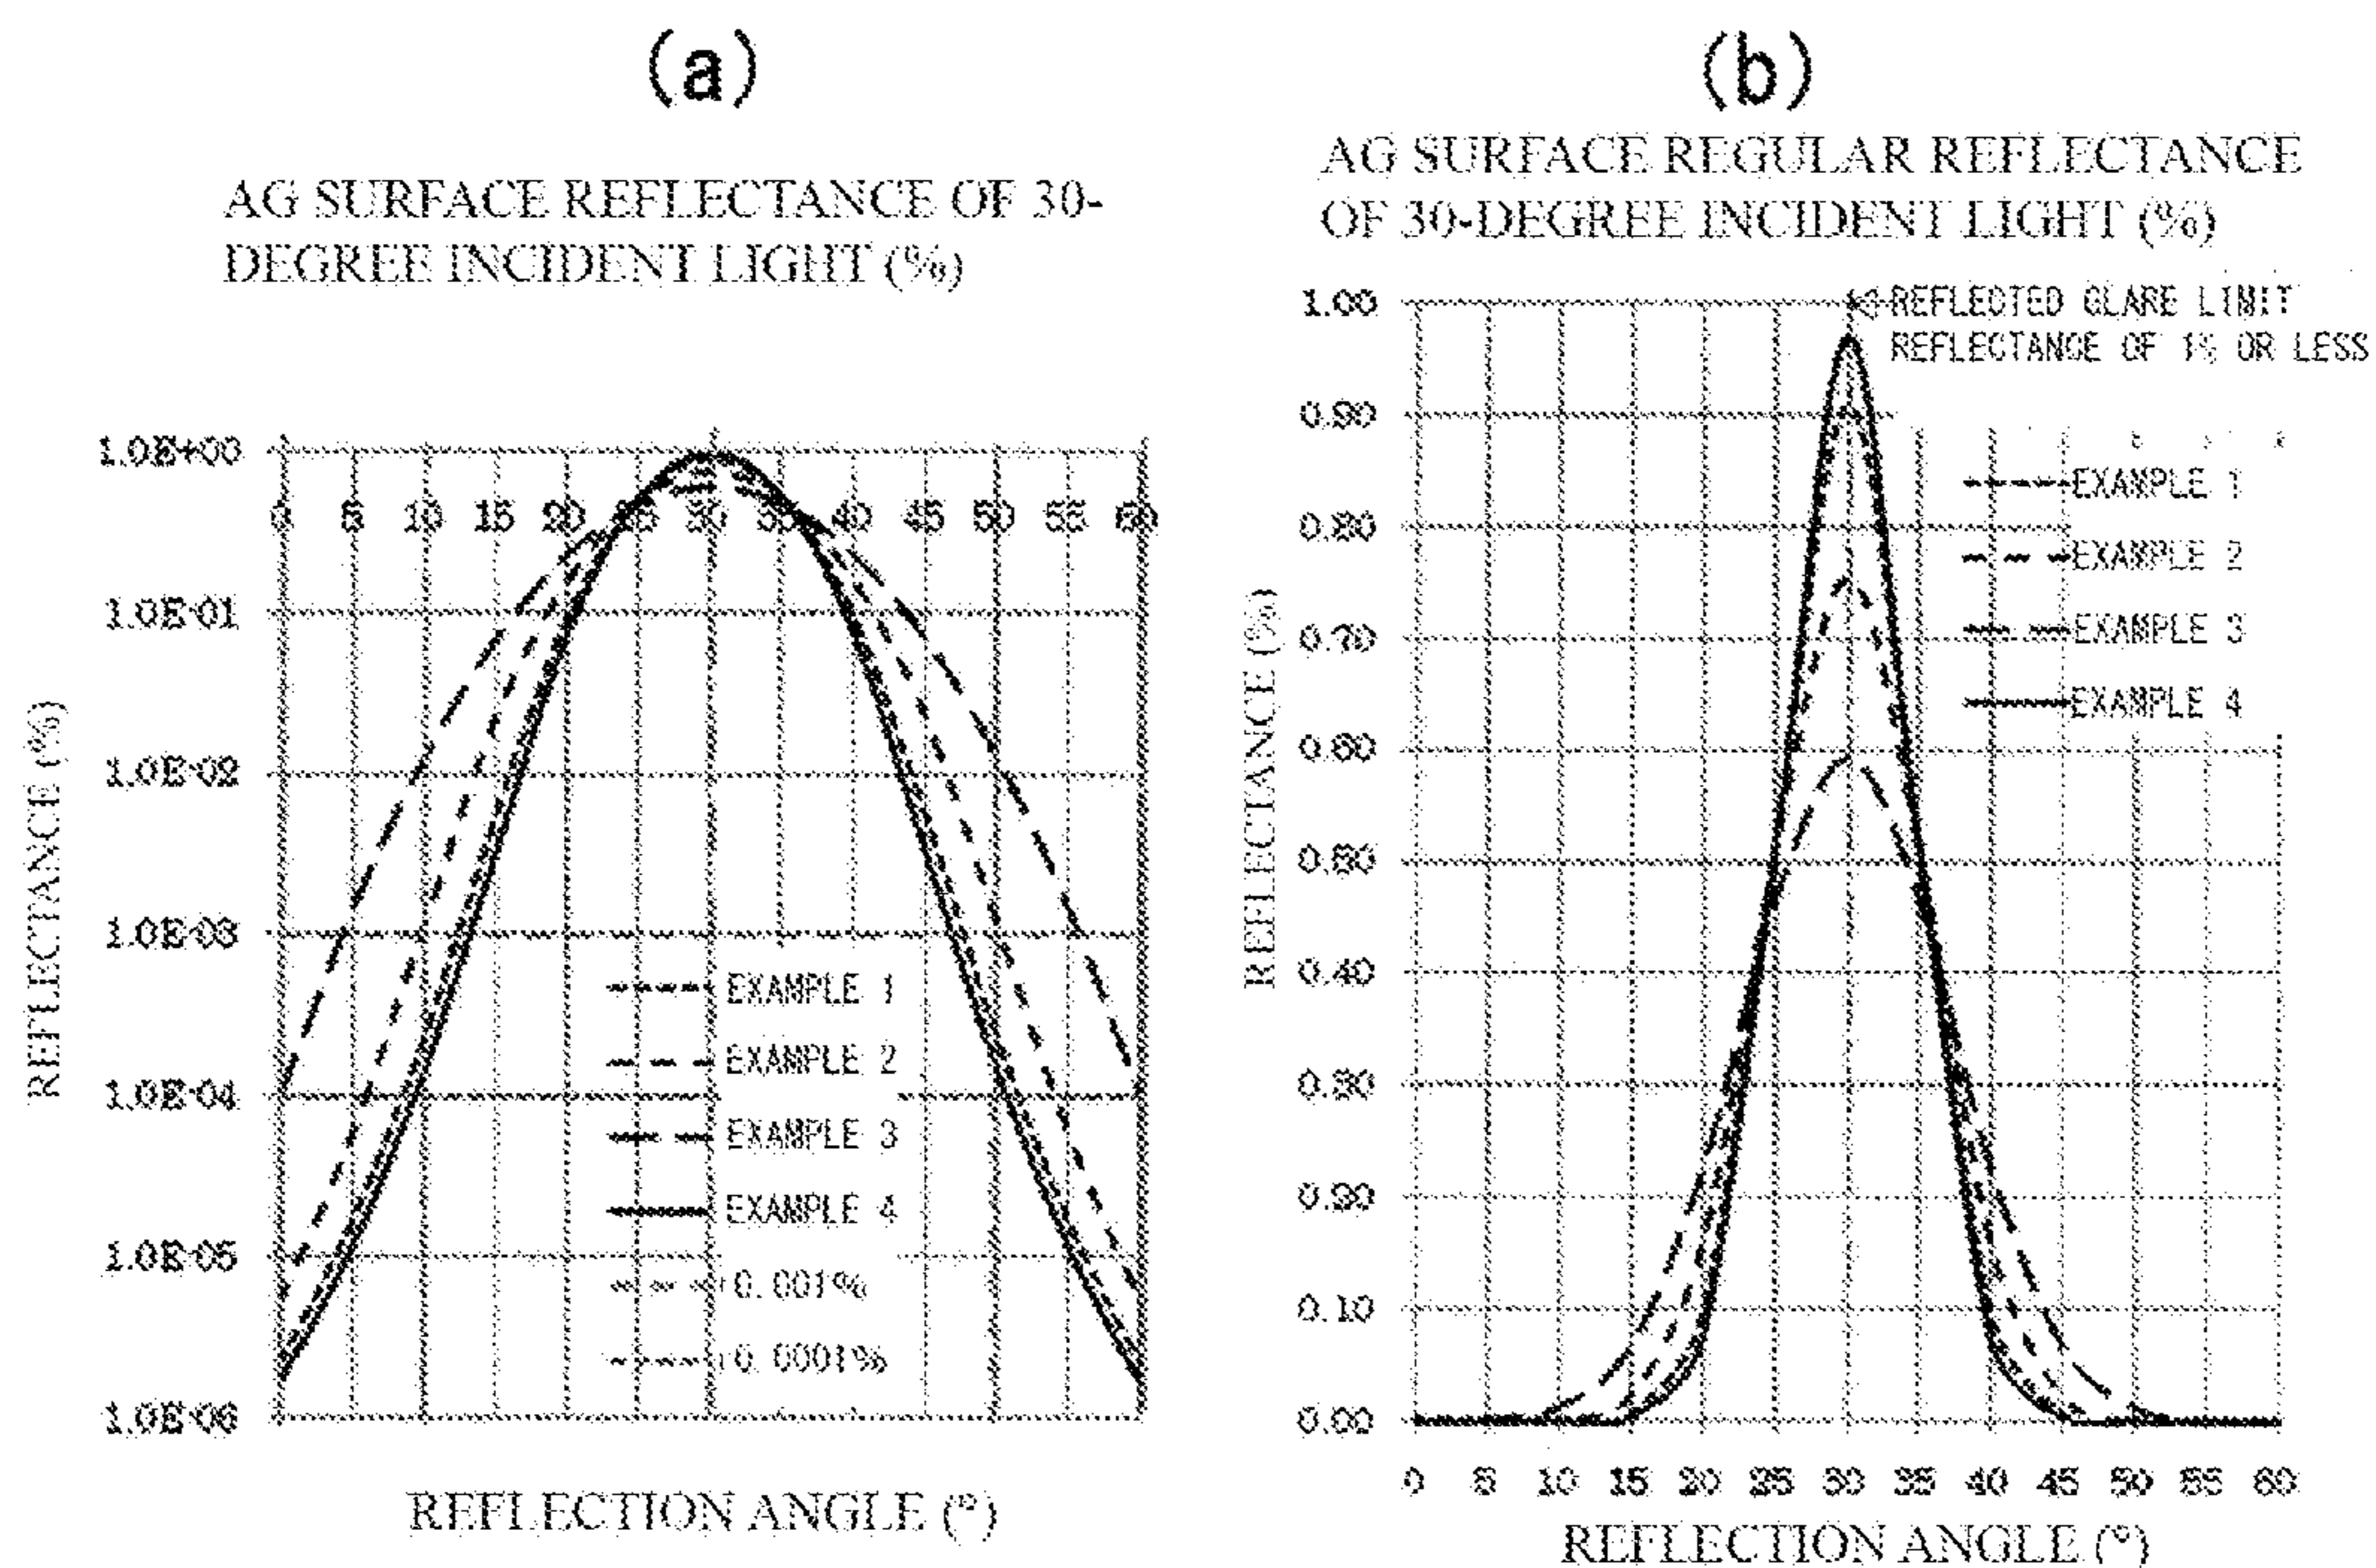 (a)
AG SURFACE REFLECTANCE OF 30-
DEGREE INCIDENT LIGHT (%)
1.0E+00
0 5 10 15 20 25 30 35 40 45 50 55 60
1.0E-01
1.0E-02
1.0E-03
1.0E-04
1.0E-05
1.0E-06
REFLECTANCE (%)
EXAMPLE 1
EXAMPLE 2
EXAMPLE 3
EXAMPLE 4
0.001%
0.0001%
REFLECTION ANGLE (°)
(b)
AG SURFACE REGULAR REFLECTANCE
OF 30-DEGREE INCIDENT LIGHT (%)
REFLECTED GLARE LIMIT
REFLECTANCE OF 1% OR LESS
1.00
0.90
0.80
0.70
0.60
0.50
0.40
0.30
0.20
0.10
0.00
REFLECTANCE (%)
EXAMPLE 1
EXAMPLE 2
EXAMPLE 3
EXAMPLE 4
0 5 10 15 20 25 30 35 40 45 50 55 60
REFLECTION ANGLE (°)